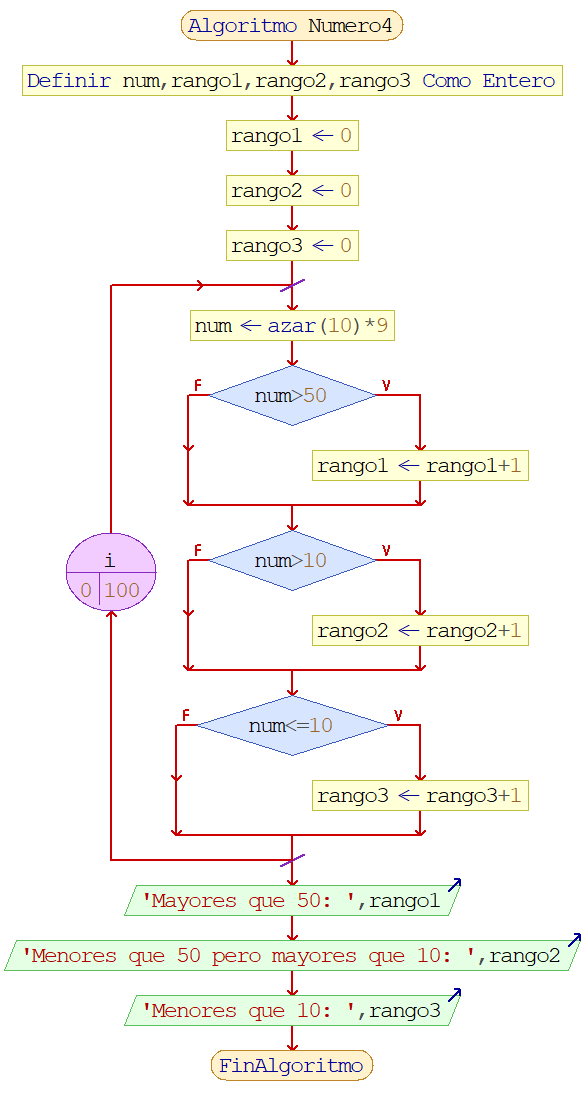 Algoritmo Numero4
Definir num,rango1,rango2,rango3 Como Entero
rango1 ← 0
rango2 ← 0
rango3 ← 0
num ← azar(10)*9
F num>50 V
rango1 ← rango1+1
i
0 100
F num>10 V
rango2 ← rango2+1
F num<=10 V
rango3 ← rango3+1
'Mayores que 50: ',rango1
'Menores que 50 pero mayores que 10: ',rango2
'Menores que 10: ',rango3
FinAlgoritmo